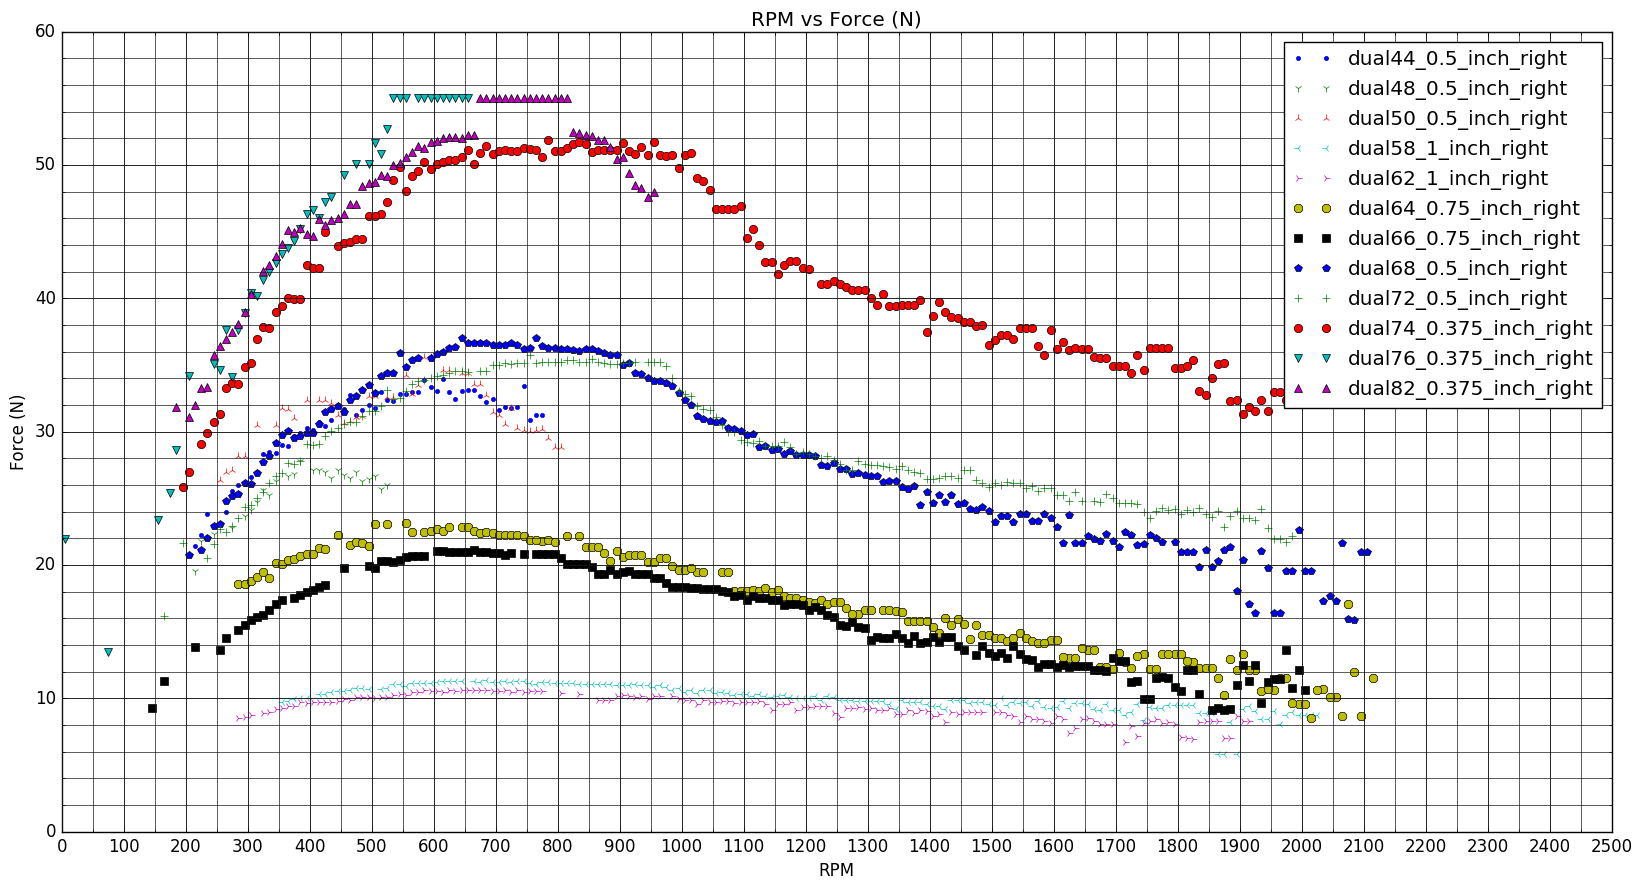 RPM vs Force (N)
60
50
40
30
20
10
0
Force (N)
dual44_0.5_inch_right
dual48_0.5_inch_right
dual50_0.5_inch_right
dual58_1_inch_right
dual62_1_inch_right
dual64_0.75_inch_right
dual66_0.75_inch_right
dual68_0.5_inch_right
dual72_0.5_inch_right
dual74_0.375_inch_right
dual76_0.375_inch_right
dual82_0.375_inch_right
0 100 200 300 400 500 600 700 800 900 1000 1100 1200 1300 1400 1500 1600 1700 1800 1900 2000 2100 2200 2300 2400 2500
RPM